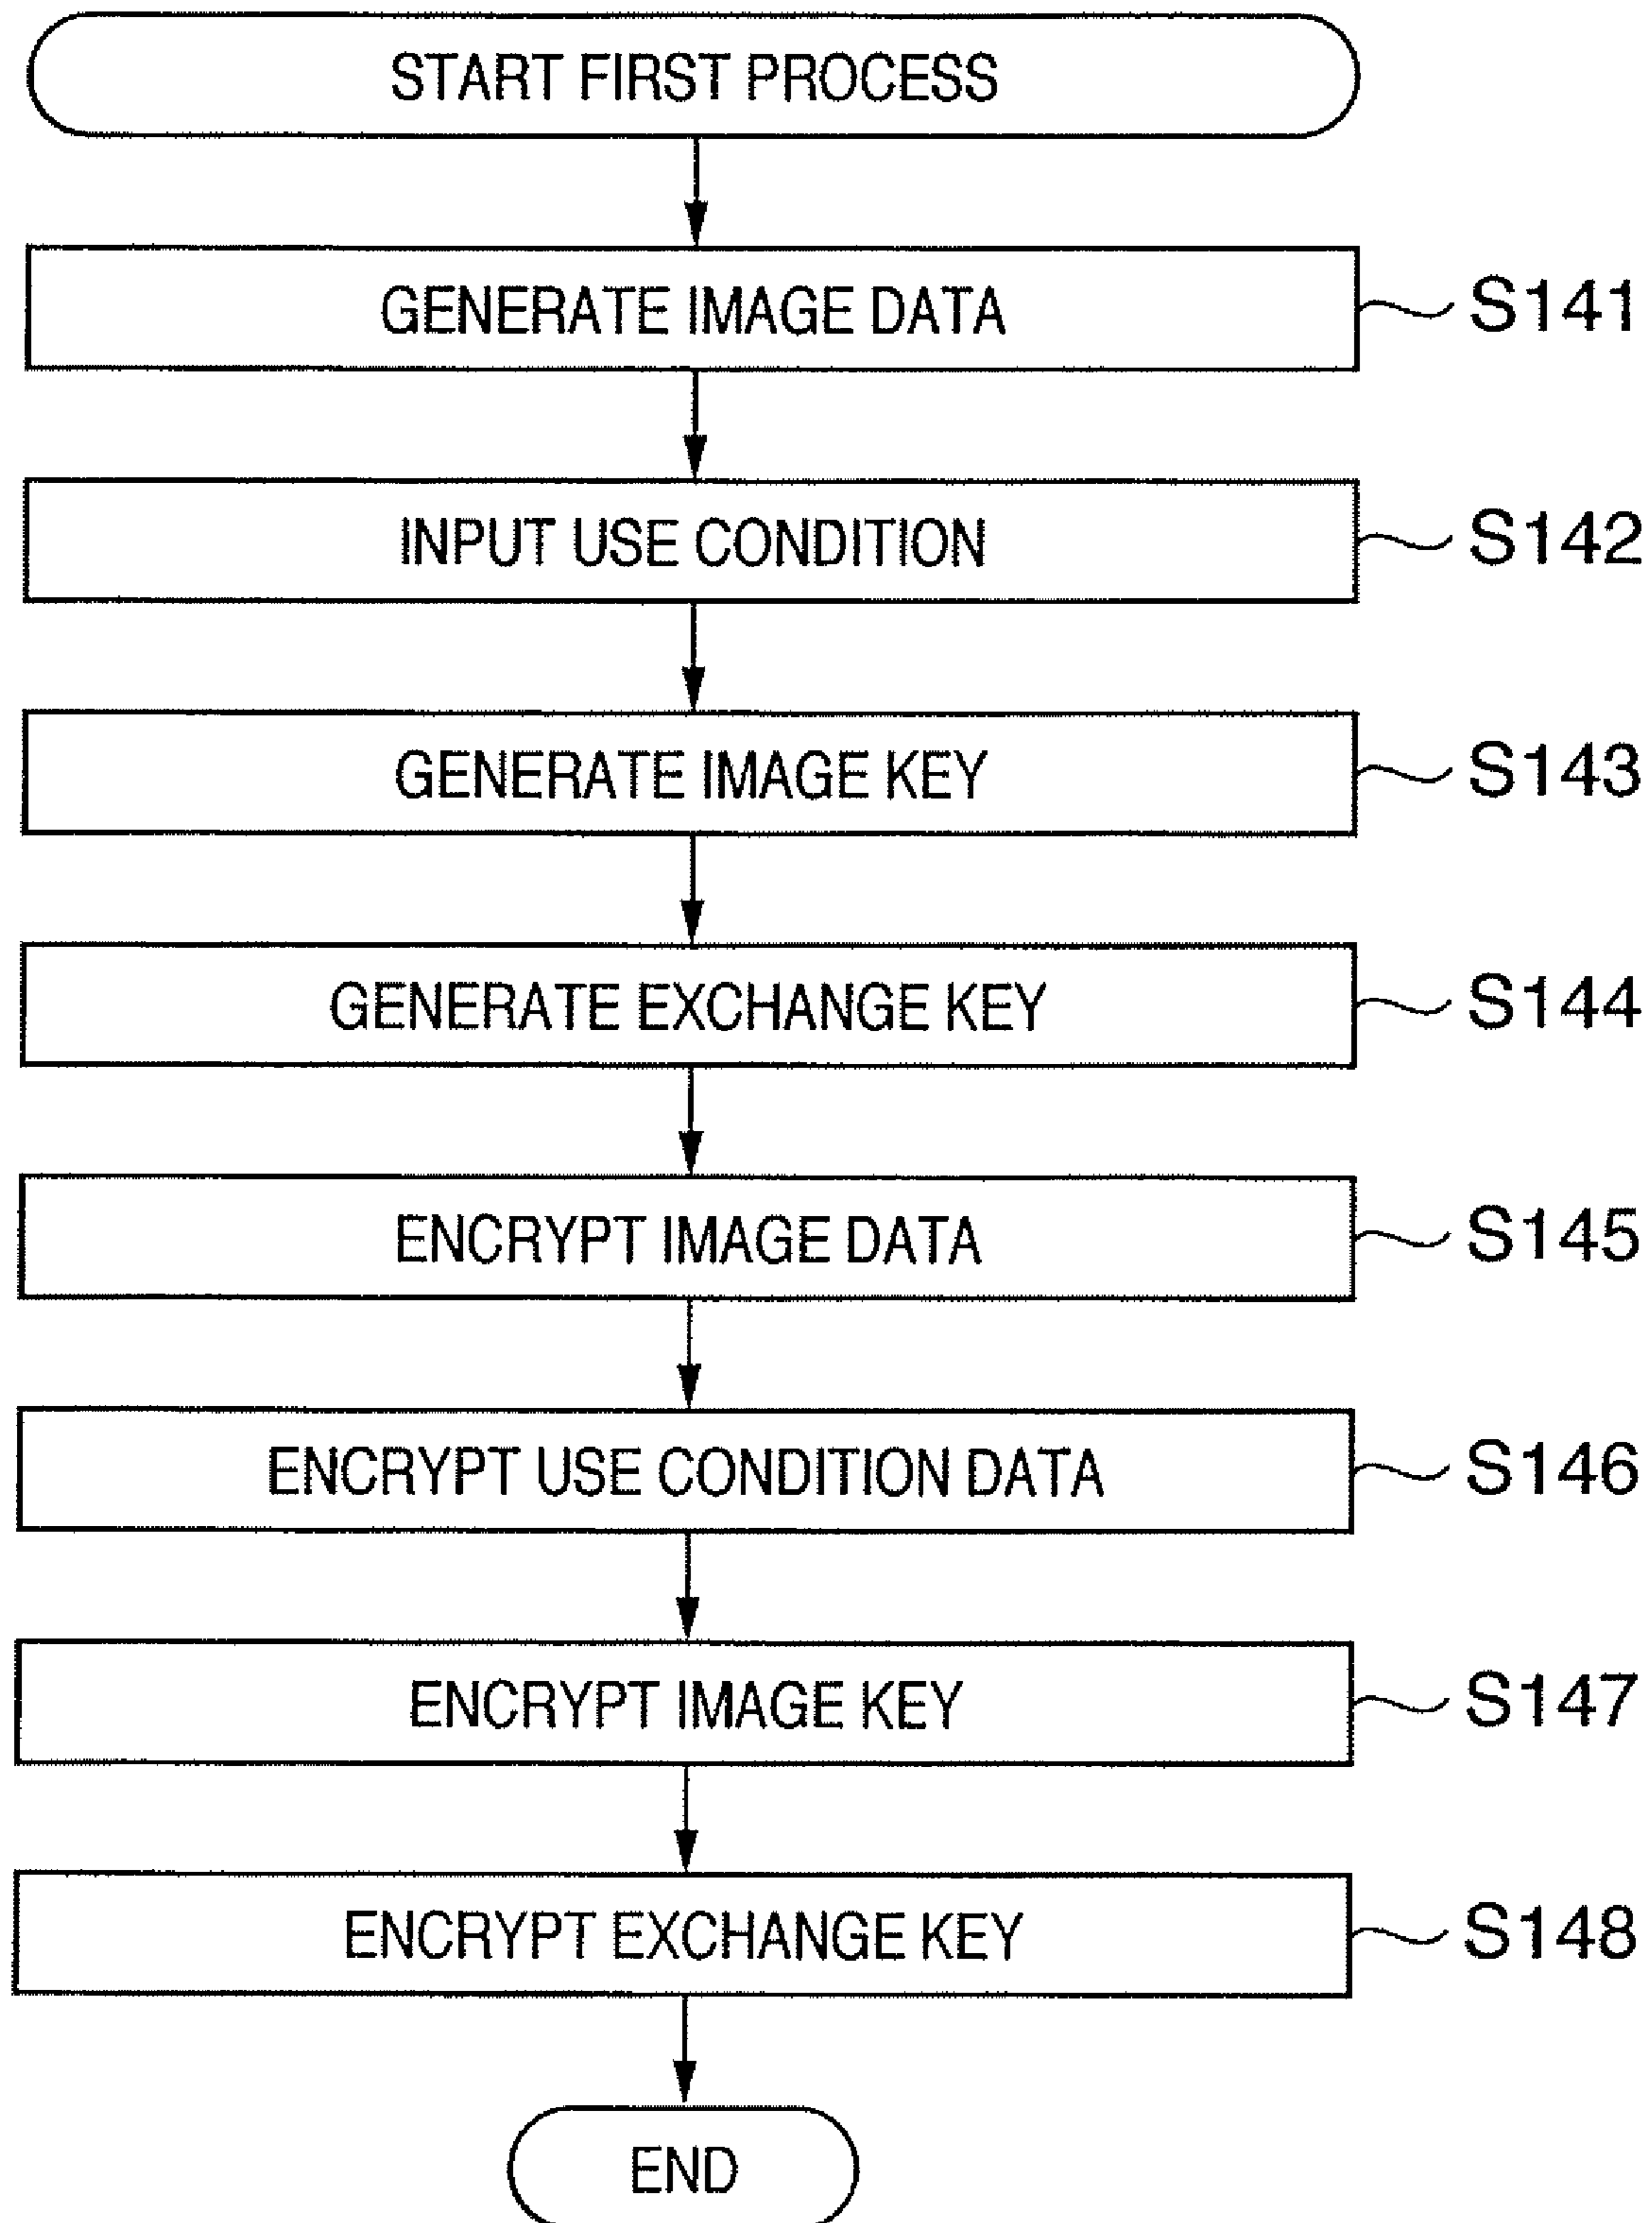 START FIRST PROCESS
GENERATE IMAGE DATA
S141
INPUT USE CONDITION
S142
GENERATE IMAGE KEY
S143
GENERATE EXCHANGE KEY
S144
ENCRYPT IMAGE DATA
S145
ENCRYPT USE CONDITION DATA
S146
ENCRYPT IMAGE KEY
S147
ENCRYPT EXCHANGE KEY
S148
END